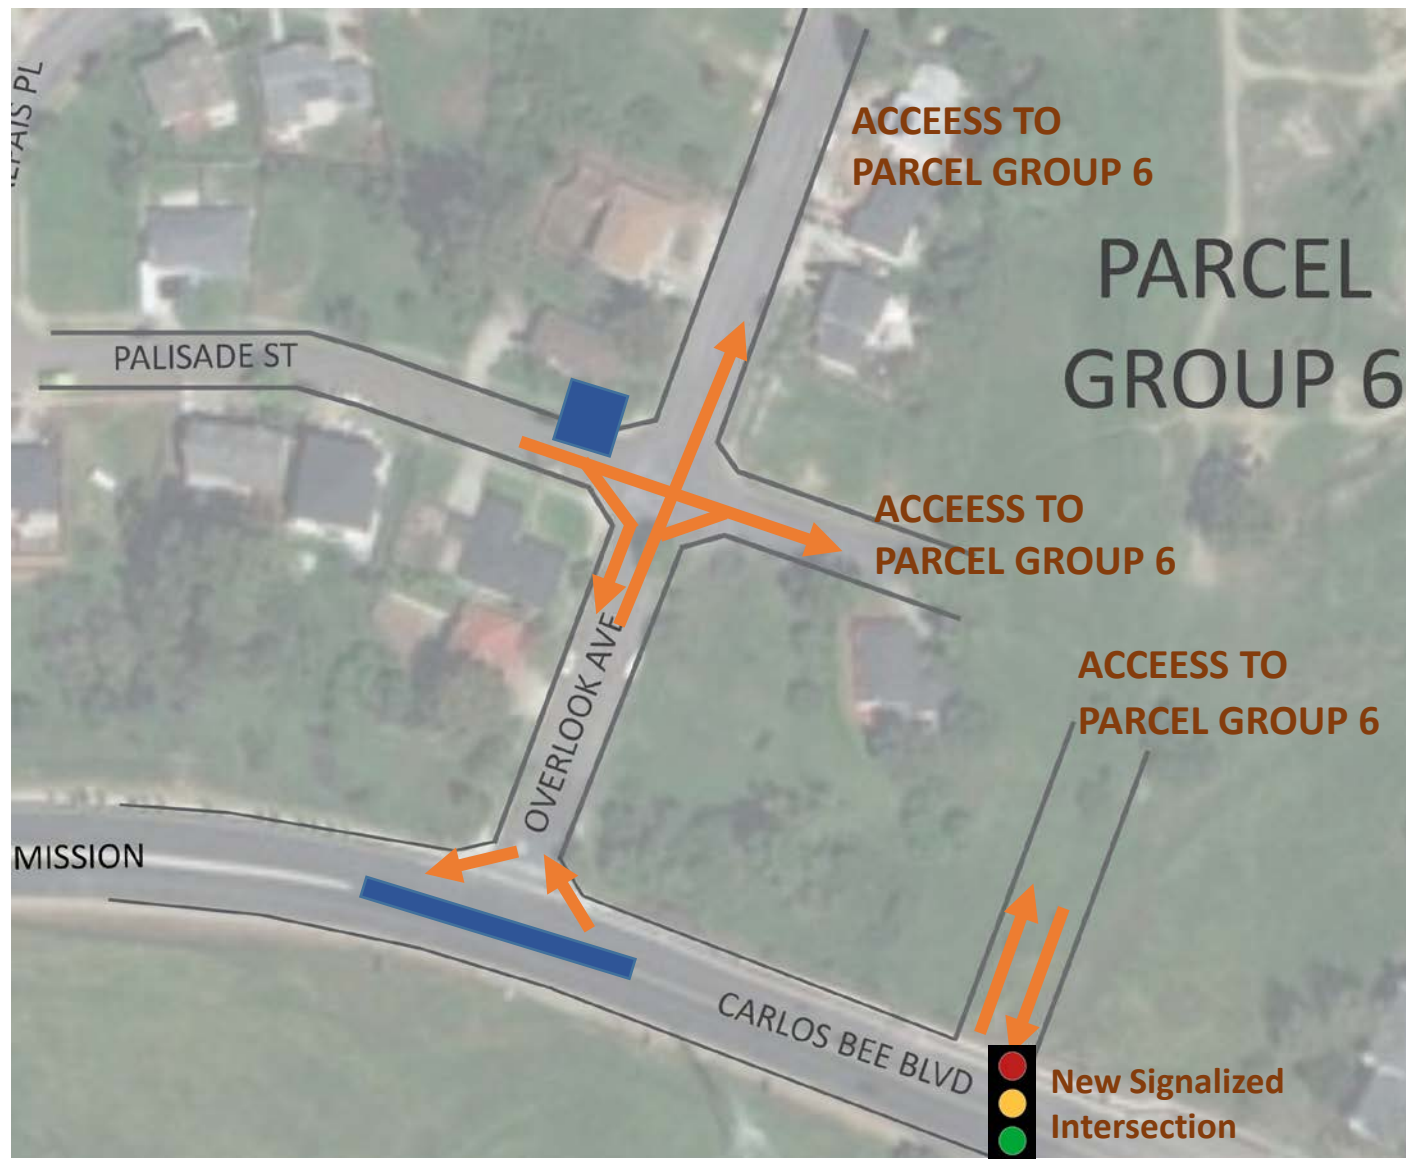 ACCEESS TO
PARCEL GROUP 6
PARCEL
GROUP 6
PALISADE ST
ACCEESS TO
PARCEL GROUP 6
OVERLOOK AVE
ACCEESS TO
PARCEL GROUP 6
MISSION
CARLOS BEE BLVD
New Signalized
Intersection